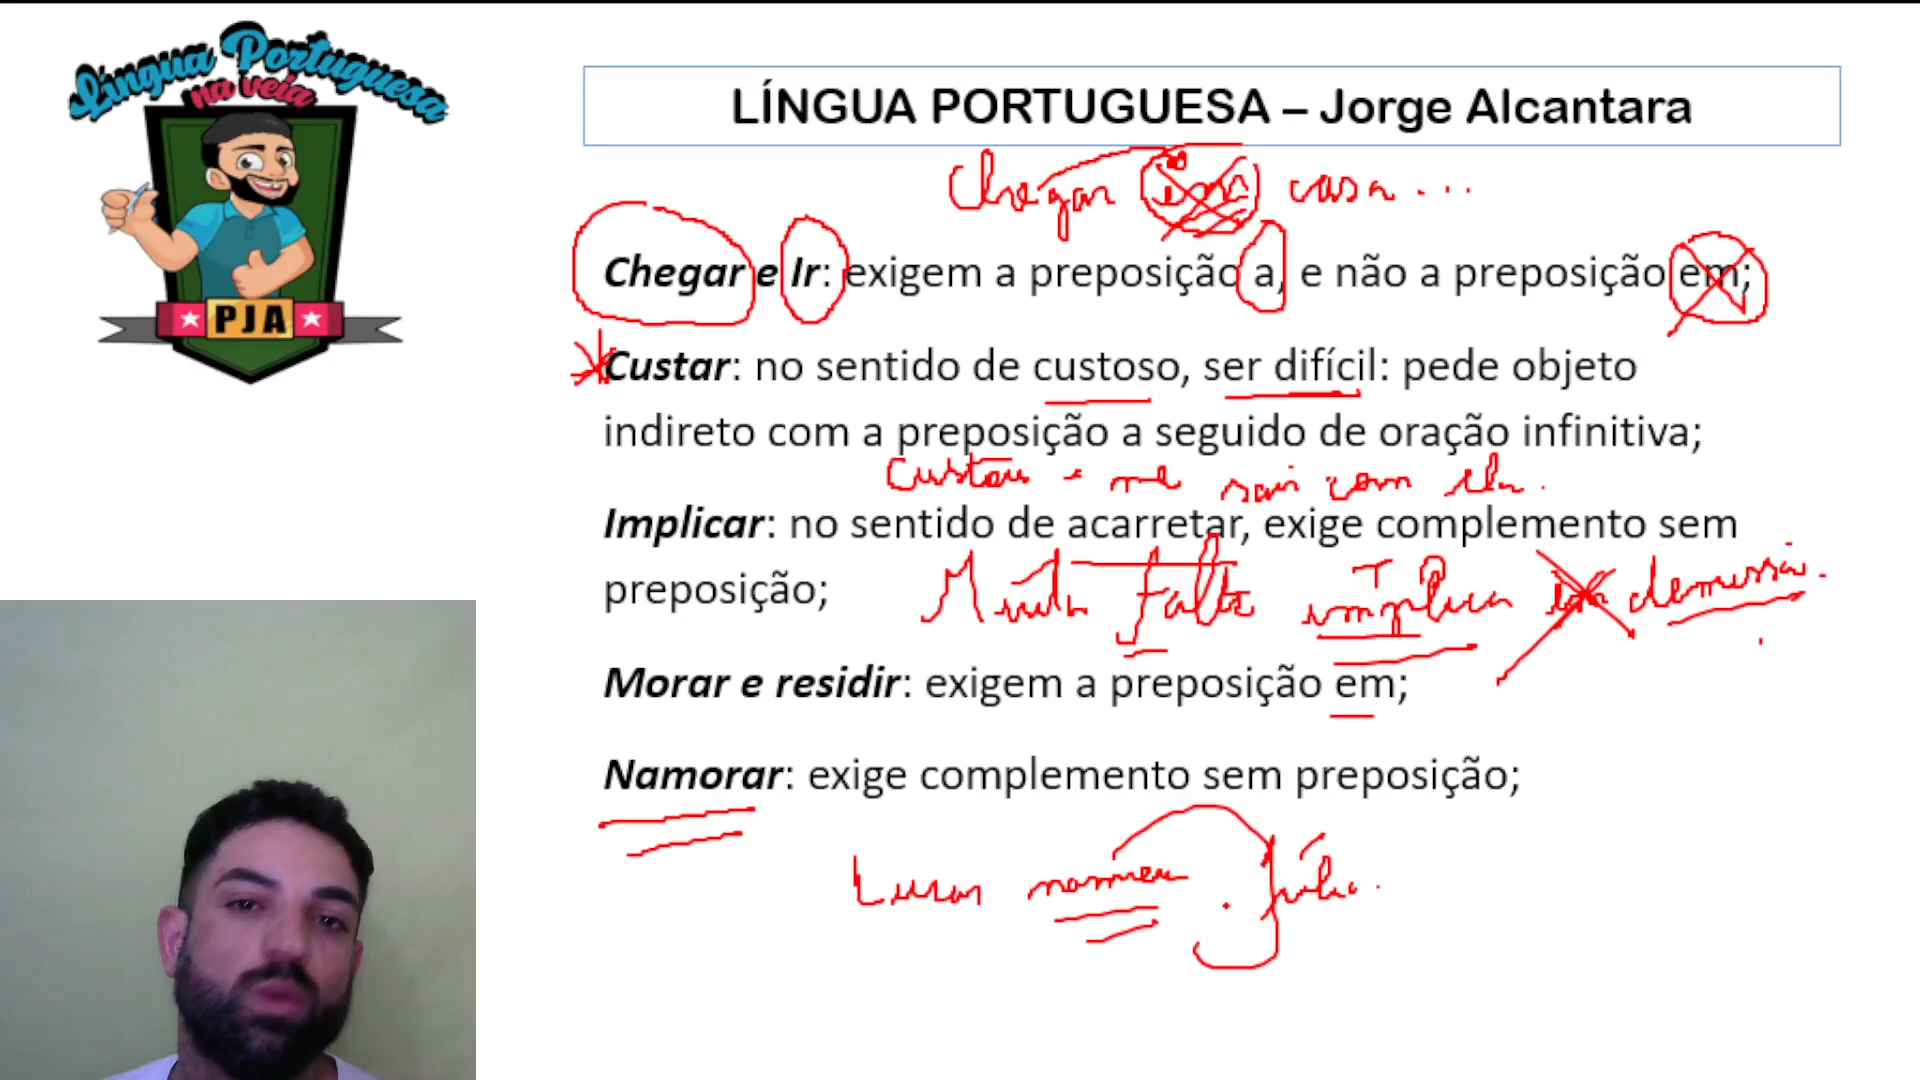 Língua Portuguesa
na veia
PJA
LÍNGUA PORTUGUESA – Jorge Alcantara
Chegar em casa...
Chegar e Ir: exigem a preposição a, e não a preposição em;
Custar: no sentido de custoso, ser difícil: pede objeto
indireto com a preposição a seguido de oração infinitiva;
Custou-me sair com ela.
Implicar: no sentido de acarretar, exige complemento sem
preposição;
Muita falta implica em demissão.
Morar e residir: exigem a preposição em;
Namorar: exige complemento sem preposição;
Lucas namorou Júlia.